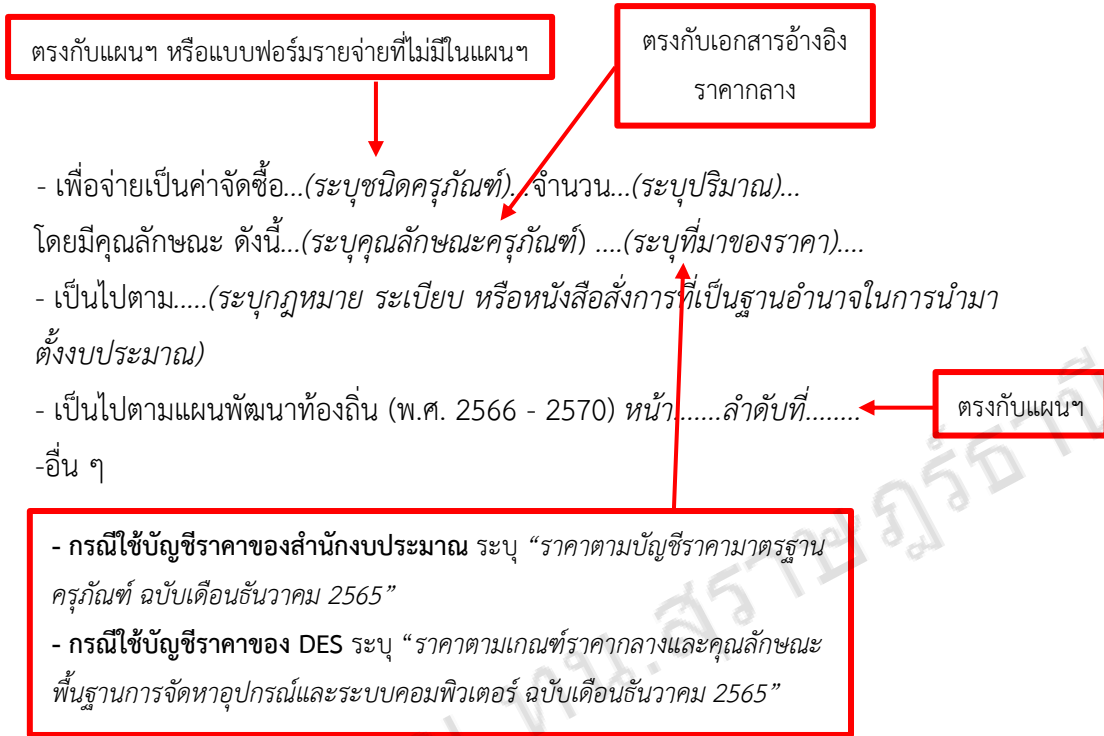 ตรงกับแผนฯ หรือแบบฟอร์มรายจ่ายที่ไม่มีในแผนฯ
ตรงกับเอกสารอ้างอิง
ราคากลาง
- เพื่อจ่ายเป็นค่าจัดซื้อ...(ระบุชนิดครุภัณฑ์)...จำนวน...(ระบุปริมาณ)...
โดยมีคุณลักษณะ ดังนี้...(ระบุคุณลักษณะครุภัณฑ์) ....(ระบุที่มาของราคา)....
- เป็นไปตาม.....(ระบุกฎหมาย ระเบียบ หรือหนังสือสั่งการที่เป็นฐานอำนาจในการนำมา
ตั้งงบประมาณ)
- เป็นไปตามแผนพัฒนาท้องถิ่น (พ.ศ. 2566 - 2570) หน้า.......ลำดับที่........
ตรงกับแผนฯ
-อื่น ๆ
- กรณีใช้บัญชีราคาของสำนักงบประมาณ ระบุ “ราคาตามบัญชีราคามาตรฐาน
ครุภัณฑ์ ฉบับเดือนธันวาคม 2565”
- กรณีใช้บัญชีราคาของ DES ระบุ “ราคาตามเกณฑ์ราคากลางและคุณลักษณะ
พื้นฐานการจัดหาอุปกรณ์และระบบคอมพิวเตอร์ ฉบับเดือนธันวาคม 2565”